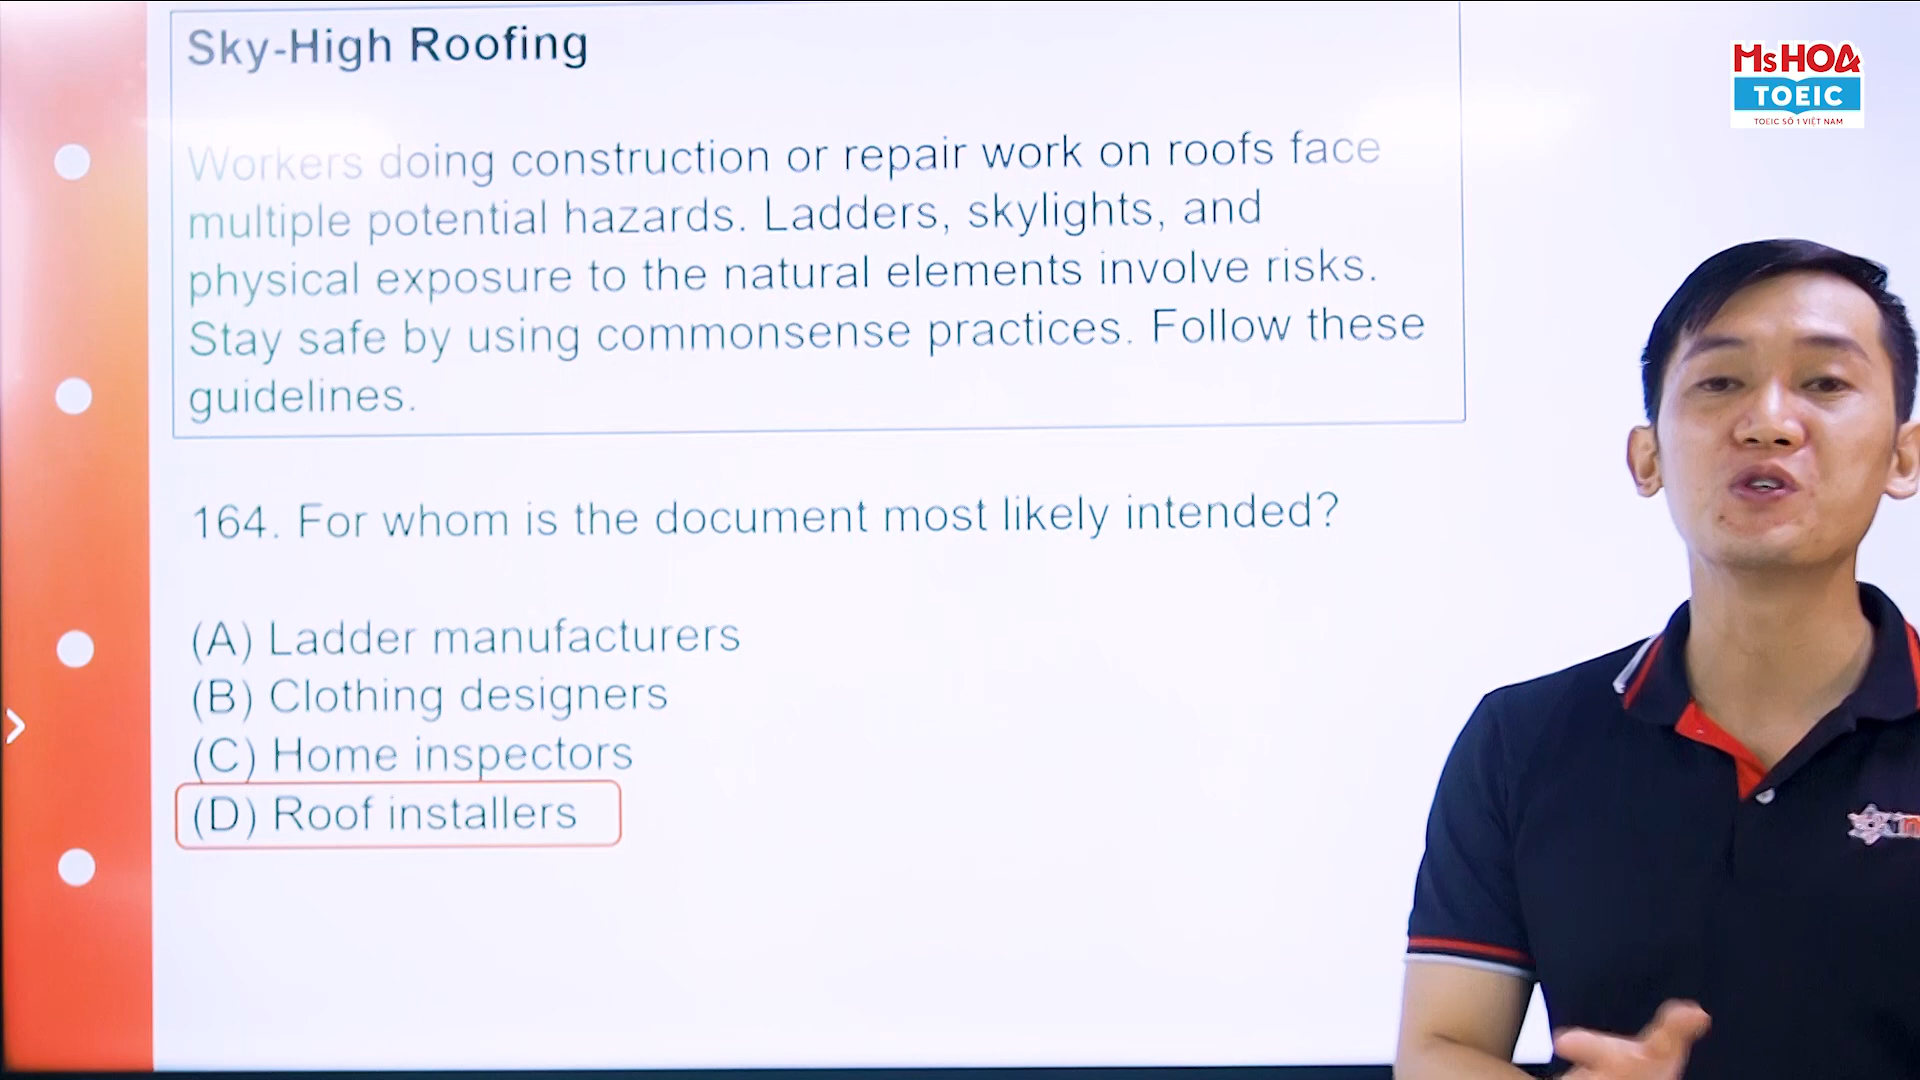 Sky-High Roofing
Workers doing construction or repair work on roofs face
multiple potential hazards. Ladders, skylights, and
physical exposure to the natural elements involve risks.
Stay safe by using commonsense practices. Follow these
guidelines.
164. For whom is the document most likely intended?
(A) Ladder manufacturers
(B) Clothing designers
(C) Home inspectors
(D) Roof installers
MsHOA
TOEIC
TOEIC SỐ 1 VIỆT NAM